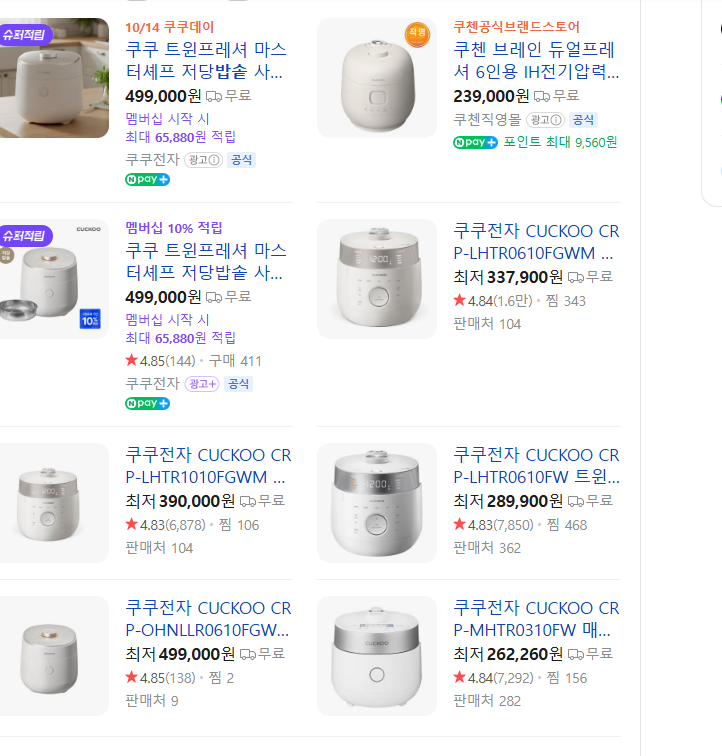 슈퍼적립
10/14 쿠쿠데이
쿠쿠 트윈프레셔 마스
터셰프 저당밥솥 사...
499,000원 무료
멤버십 시작 시
최대 65,880원 적립
쿠쿠전자 광고 공식
N pay +
직영
쿠첸공식브랜드스토어
쿠첸 브레인 듀얼프레
셔 6인용 IH전기압력...
239,000원 무료
쿠첸직영몰 광고 공식
N pay + 포인트 최대 9,560원
슈퍼적립
CUCKOO
10%
멤버십 10% 적립
쿠쿠 트윈프레셔 마스
터셰프 저당밥솥 사...
499,000원 무료
멤버십 시작 시
최대 65,880원 적립
4.85(144) · 구매 411
쿠쿠전자 광고+ 공식
N pay +
쿠쿠전자 CUCKOO CR
P-LHTR0610FGWM ...
최저 337,900원 무료
4.84(1.6만) · 찜 343
판매처 104
쿠쿠전자 CUCKOO CR
P-LHTR1010FGWM ...
최저 390,000원 무료
4.83(6,878) · 찜 106
판매처 104
쿠쿠전자 CUCKOO CR
P-LHTR0610FW 트윈...
최저 289,900원 무료
4.83(7,850) · 찜 468
판매처 362
쿠쿠전자 CUCKOO CR
P-OHNLLR0610FGW...
최저 499,000원 무료
4.85(138) · 찜 2
판매처 9
CUCKOO
쿠쿠전자 CUCKOO CR
P-MHTR0310FW 매...
최저 262,260원 무료
4.84(7,292) · 찜 156
판매처 282